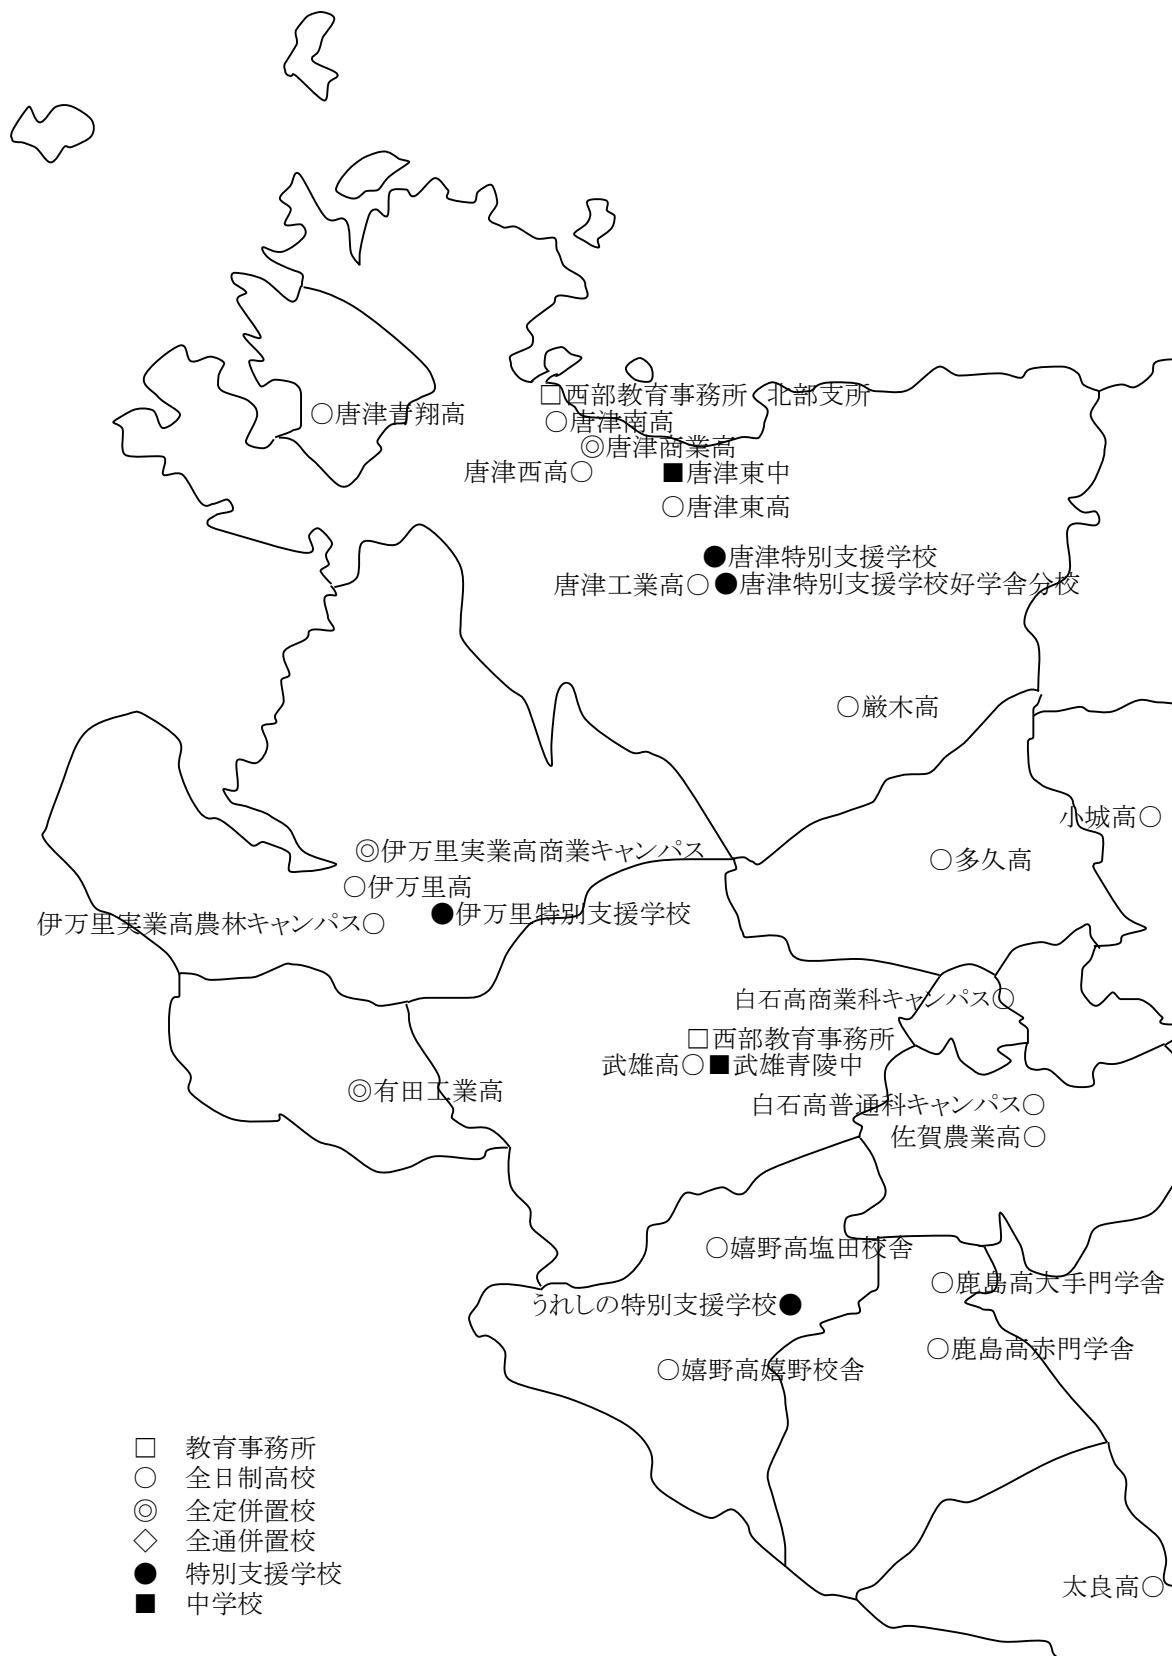 □西部教育事務所 北部支所
○唐津青翔高
○唐津南高
◎唐津商業高
唐津西高○
■唐津東中
○唐津東高
●唐津特別支援学校
唐津工業高○
●唐津特別支援学校好学舎分校
○厳木高
小城高○
◎伊万里実業高商業キャンパス
○多久高
○伊万里高
●伊万里特別支援学校
伊万里実業高農林キャンパス○
白石高商業科キャンパス○
□西部教育事務所
武雄高○
■武雄青陵中
◎有田工業高
白石高普通科キャンパス○
佐賀農業高○
○嬉野高塩田校舎
○鹿島高大手門学舎
うれしの特別支援学校●
○鹿島高赤門学舎
○嬉野高嬉野校舎
□ 教育事務所
○ 全日制高校
◎ 全定併置校
◇ 全通併置校
● 特別支援学校
■ 中学校
太良高○